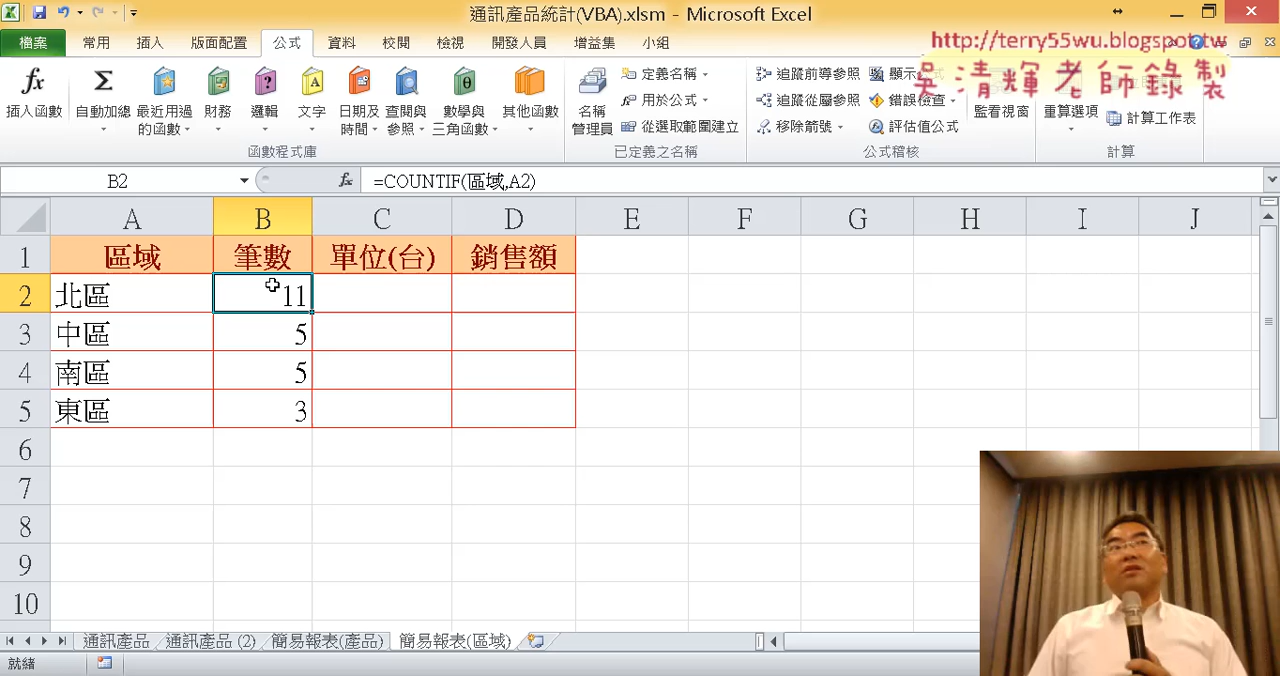 通訊產品統計(VBA).xlsm - Microsoft Excel
檔案 常用 插入 版面配置 公式 資料 校閱 檢視 開發人員 增益集 小組
http://terry55wu.blogspot.tw
吳清輝老師錄製
插入函數 自動加總 最近用過的函數 財務 邏輯 文字 日期及時間 查閱與參照 數學與三角函數 其他函數
函數程式庫
名稱管理員
定義名稱
用於公式
從選取範圍建立
已定義之名稱
追蹤前導參照
追蹤從屬參照
移除箭號
顯示公式
錯誤檢查
評估值公式
公式稽核
監看視窗
重算選項
計算工作表
計算
B2 fx =COUNTIF(區域,A2)
A B C D E F G H I J
1 區域 筆數 單位(台) 銷售額
2 北區 11
3 中區 5
4 南區 5
5 東區 3
6
7
8
9
10
通訊產品 通訊產品 (2) 簡易報表(產品) 簡易報表(區域)
就緒